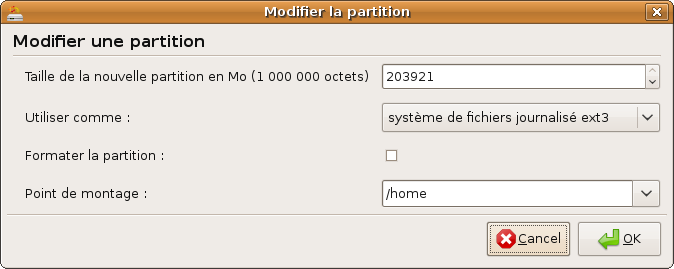 Modifier la partition
Modifier une partition
Taille de la nouvelle partition en Mo (1 000 000 octets) 203921
Utiliser comme : système de fichiers journalisé ext3
Formater la partition :
Point de montage : /home
Cancel OK